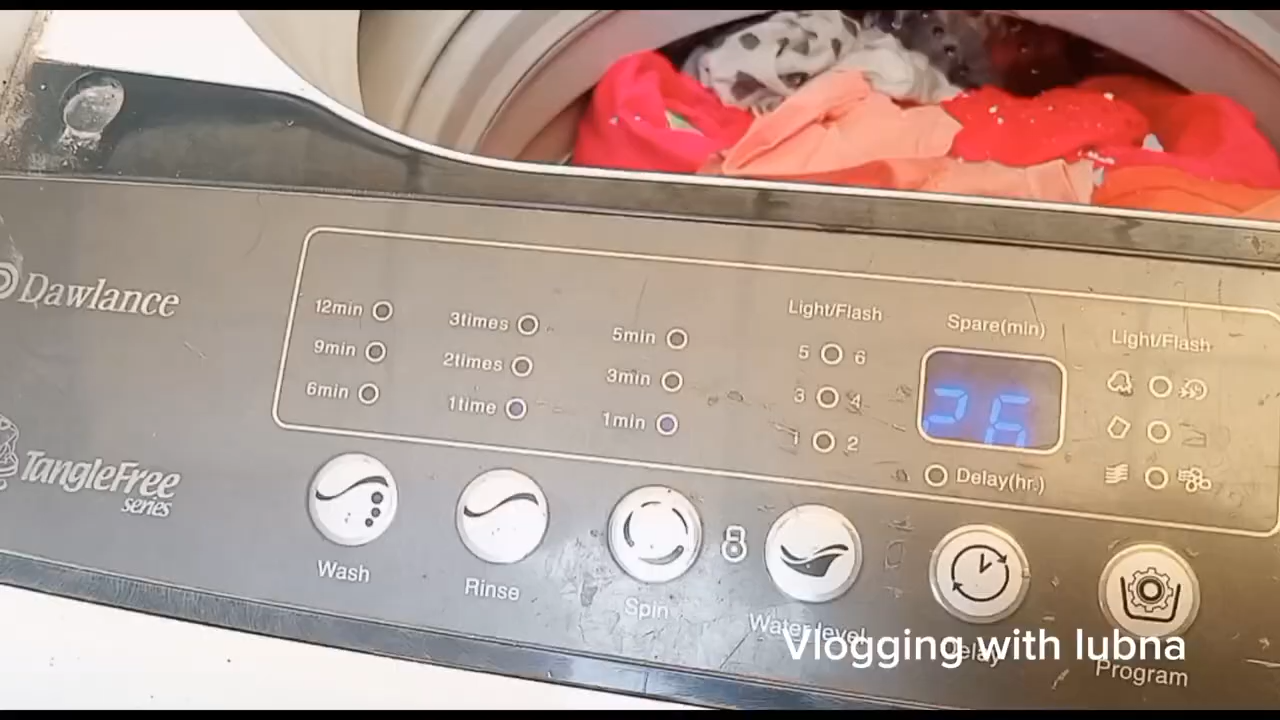 Dawlance
TangleFree
series
12min
9min
6min
3times
2times
1time
5min
3min
1min
Light/Flash
5 6
3 4
1 2
Spare(min)
26
Delay(hr.)
Light/Flash
Wash
Rinse
Spin
Water level
Delay
Program
Vlogging with lubna